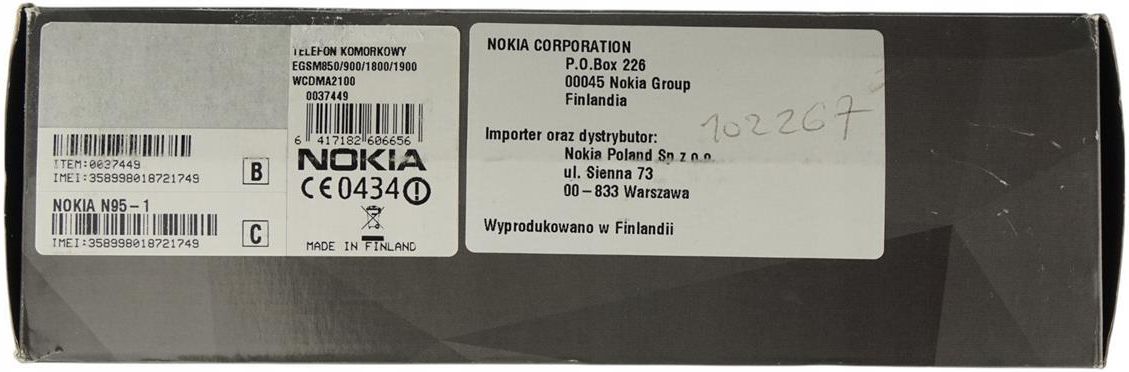 TELEFON KOMORKOWY
EGSM850/900/1800/1900
WCDMA2100
0037449
6 417182 606656
NOKIA
CE0434
MADE IN FINLAND
ITEM:0037449
IMEI:358998018721749
B
NOKIA N95-1
IMEI:358998018721749
C
NOKIA CORPORATION
P.O.Box 226
00045 Nokia Group
Finlandia
102267
Importer oraz dystrybutor:
Nokia Poland Sp z o.o.
ul. Sienna 73
00-833 Warszawa
Wyprodukowano w Finlandii